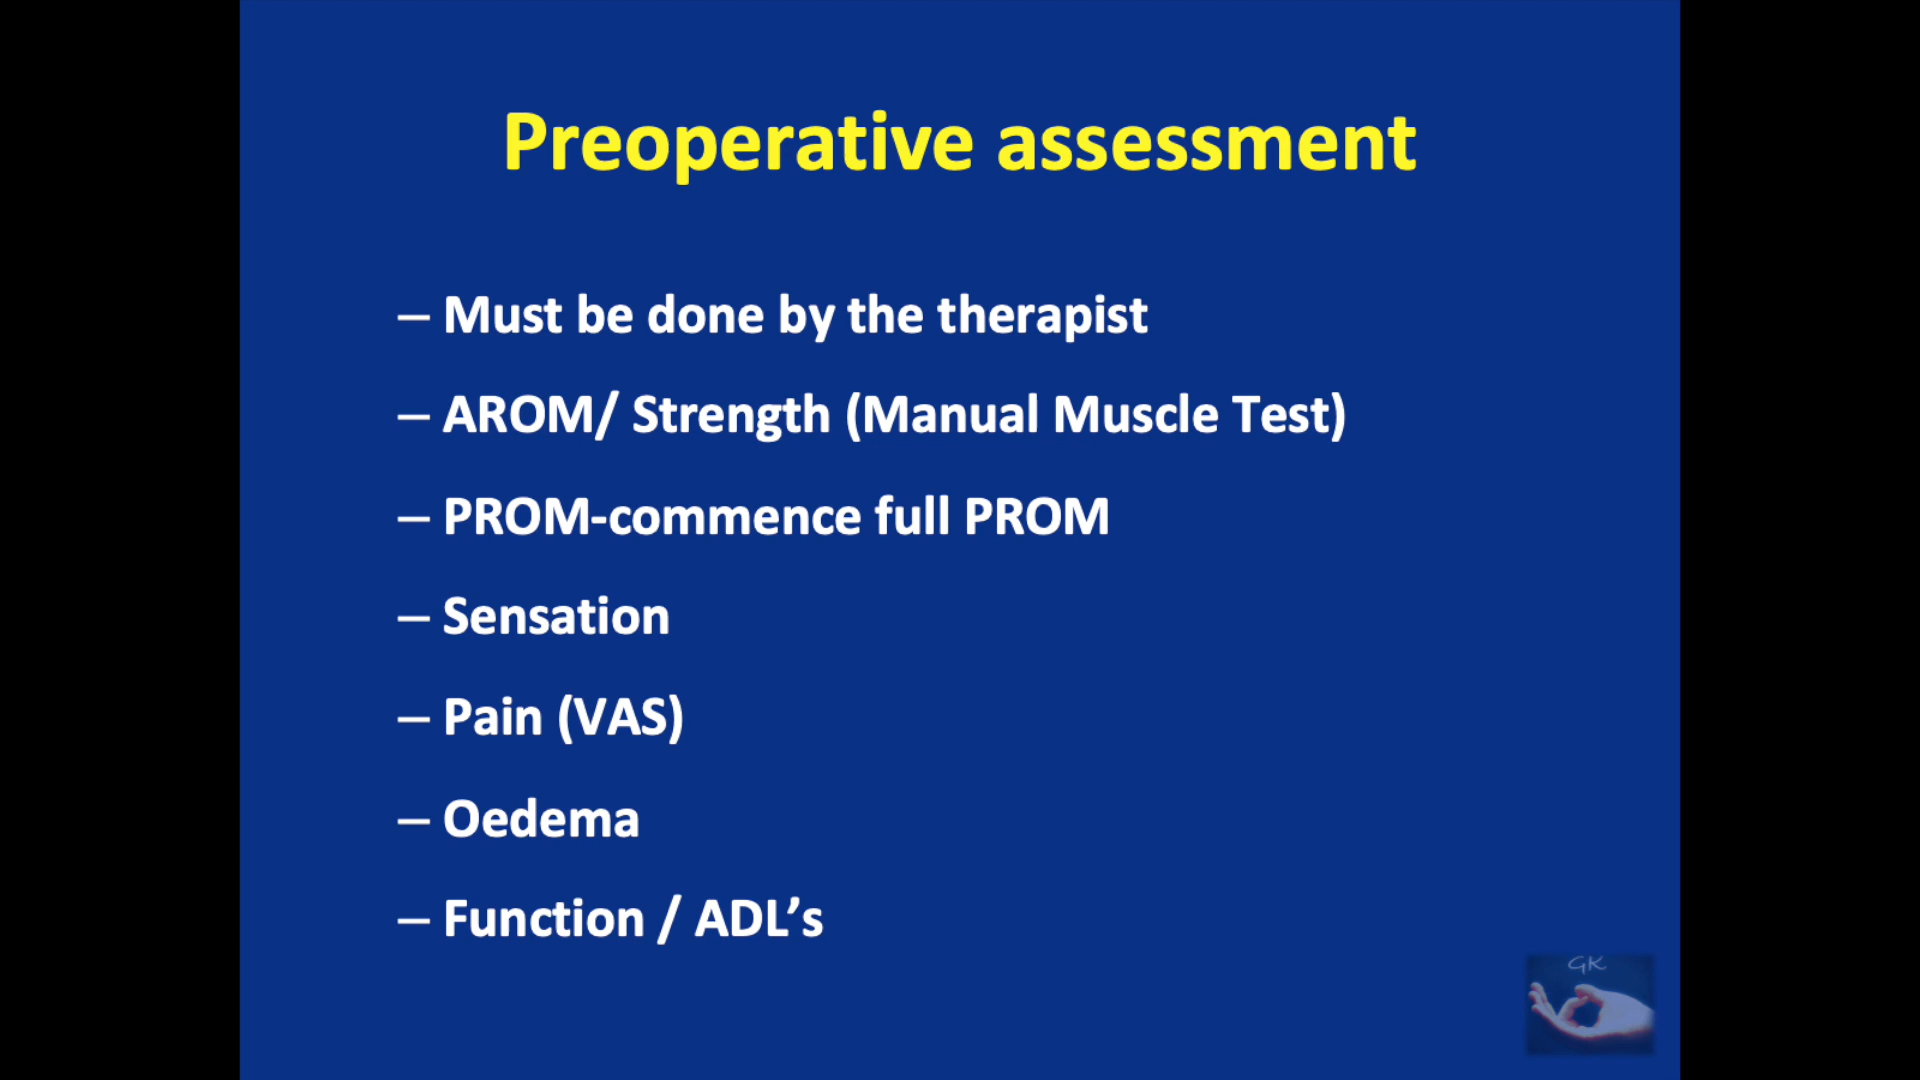 Preoperative assessment
– Must be done by the therapist
– AROM/ Strength (Manual Muscle Test)
– PROM-commence full PROM
– Sensation
– Pain (VAS)
– Oedema
– Function / ADL’s
GK